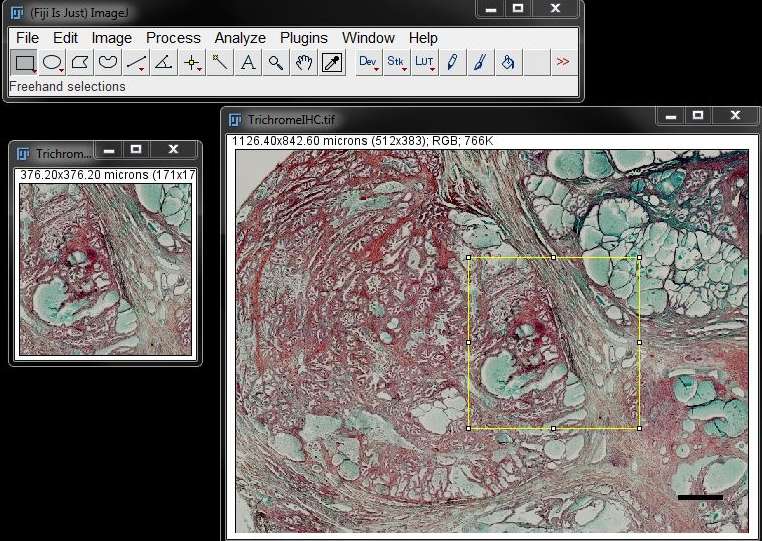 (Fiji Is Just) ImageJ
File Edit Image Process Analyze Plugins Window Help
A Dev Stk LUT >>
Freehand selections
TrichromeIHC.tif
1126.40x842.60 microns (512x383); RGB; 766K
Trichrom...
376.20x376.20 microns (171x17